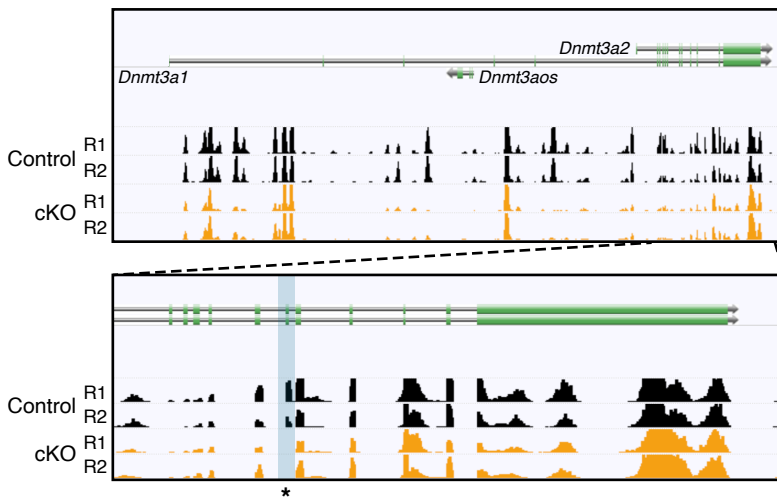 Dnmt3a2
Dnmt3a1
Dnmt3aos
Control R1
R2
cKO R1
R2
Control R1
R2
cKO R1
R2
*